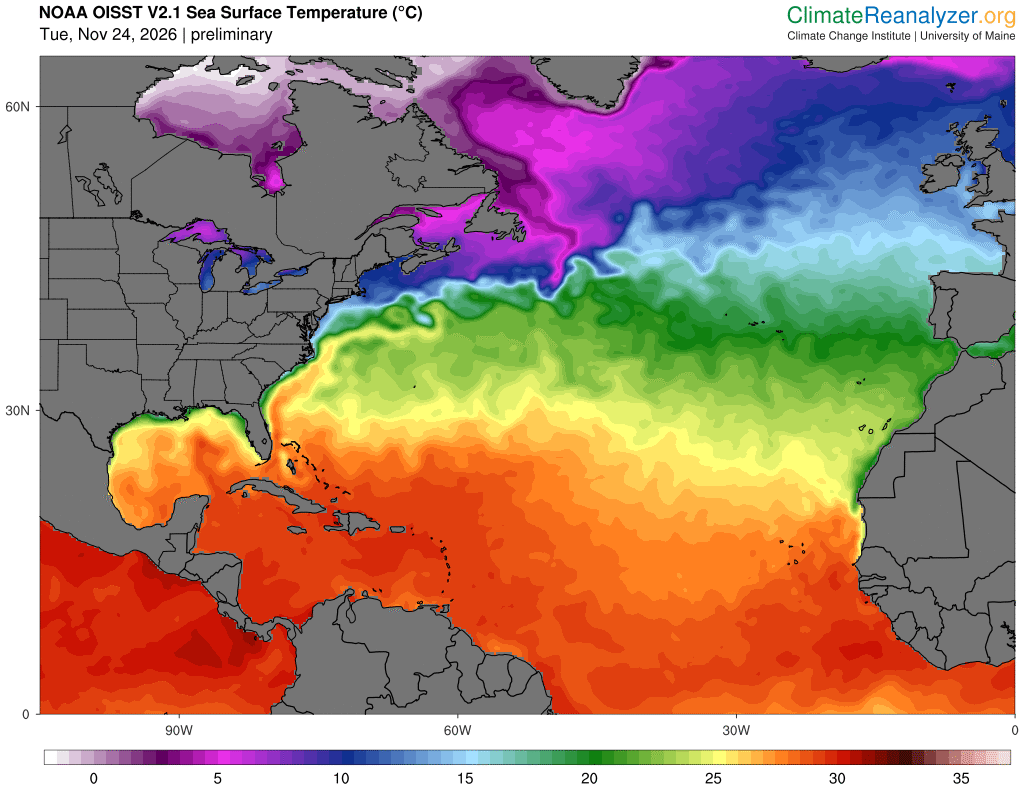 NOAA OISST V2.1 Sea Surface Temperature (°C)
Tue, Nov 24, 2026 | preliminary
ClimateReanalyzer.org
Climate Change Institute | University of Maine
60N
30N
0
90W
60W
30W
0
0
5
10
15
20
25
30
35